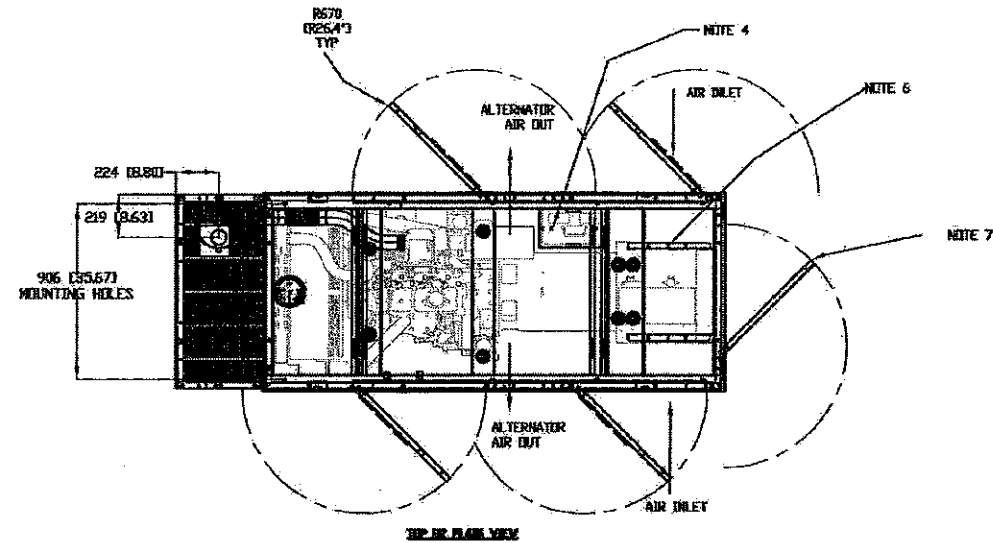 R670
[R26.4"]
TYP
NOTE 4
AIR INLET
NOTE 6
ALTERNATOR
AIR OUT
224 [8.80]
219 [8.63]
NOTE 7
906 [35.67]
MOUNTING HOLES
ALTERNATOR
AIR OUT
AIR INLET
TOP OR PLAN VIEW